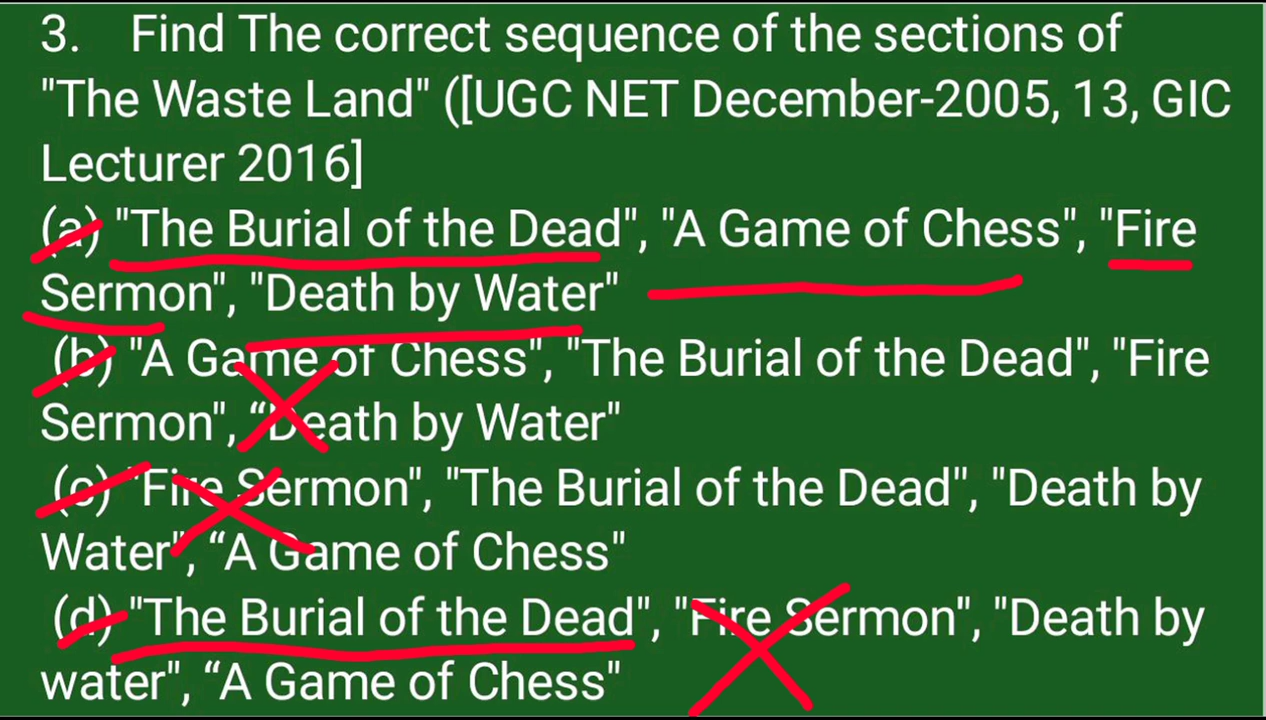 3. Find The correct sequence of the sections of
"The Waste Land" ([UGC NET December-2005, 13, GIC
Lecturer 2016]
(a) "The Burial of the Dead", "A Game of Chess", "Fire
Sermon", "Death by Water"
(b) "A Game of Chess", "The Burial of the Dead", "Fire
Sermon", “Death by Water"
(c) "Fire Sermon", "The Burial of the Dead", "Death by
Water", “A Game of Chess"
(d) "The Burial of the Dead", "Fire Sermon", "Death by
water", “A Game of Chess"